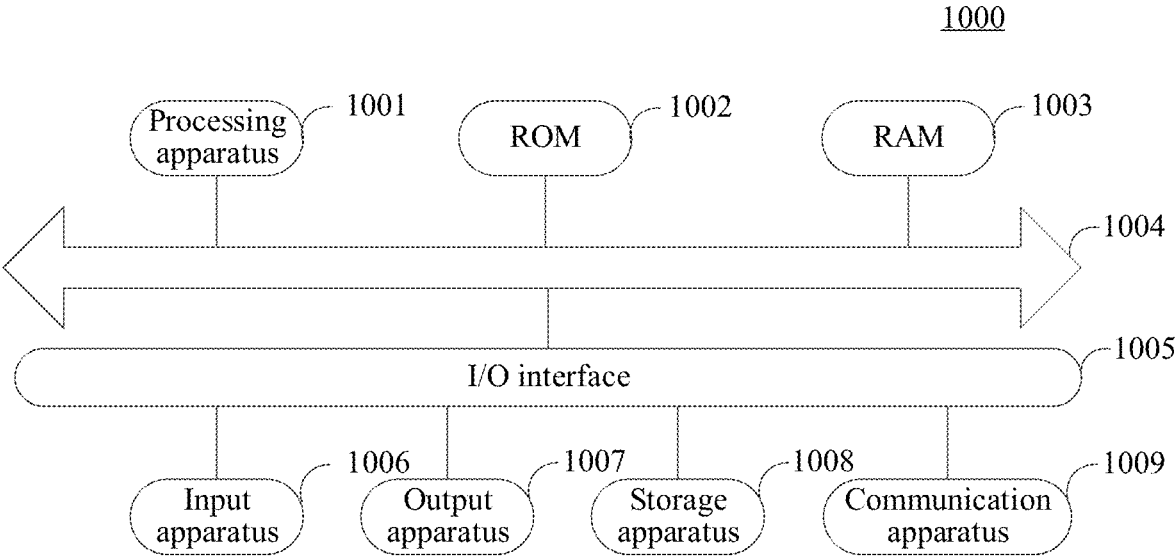 1000
1001
1002
1003
Processing
apparatus
ROM
RAM
1004
1005
I/O interface
1006
1007
1008
1009
Input
apparatus
Output
apparatus
Storage
apparatus
Communication
apparatus